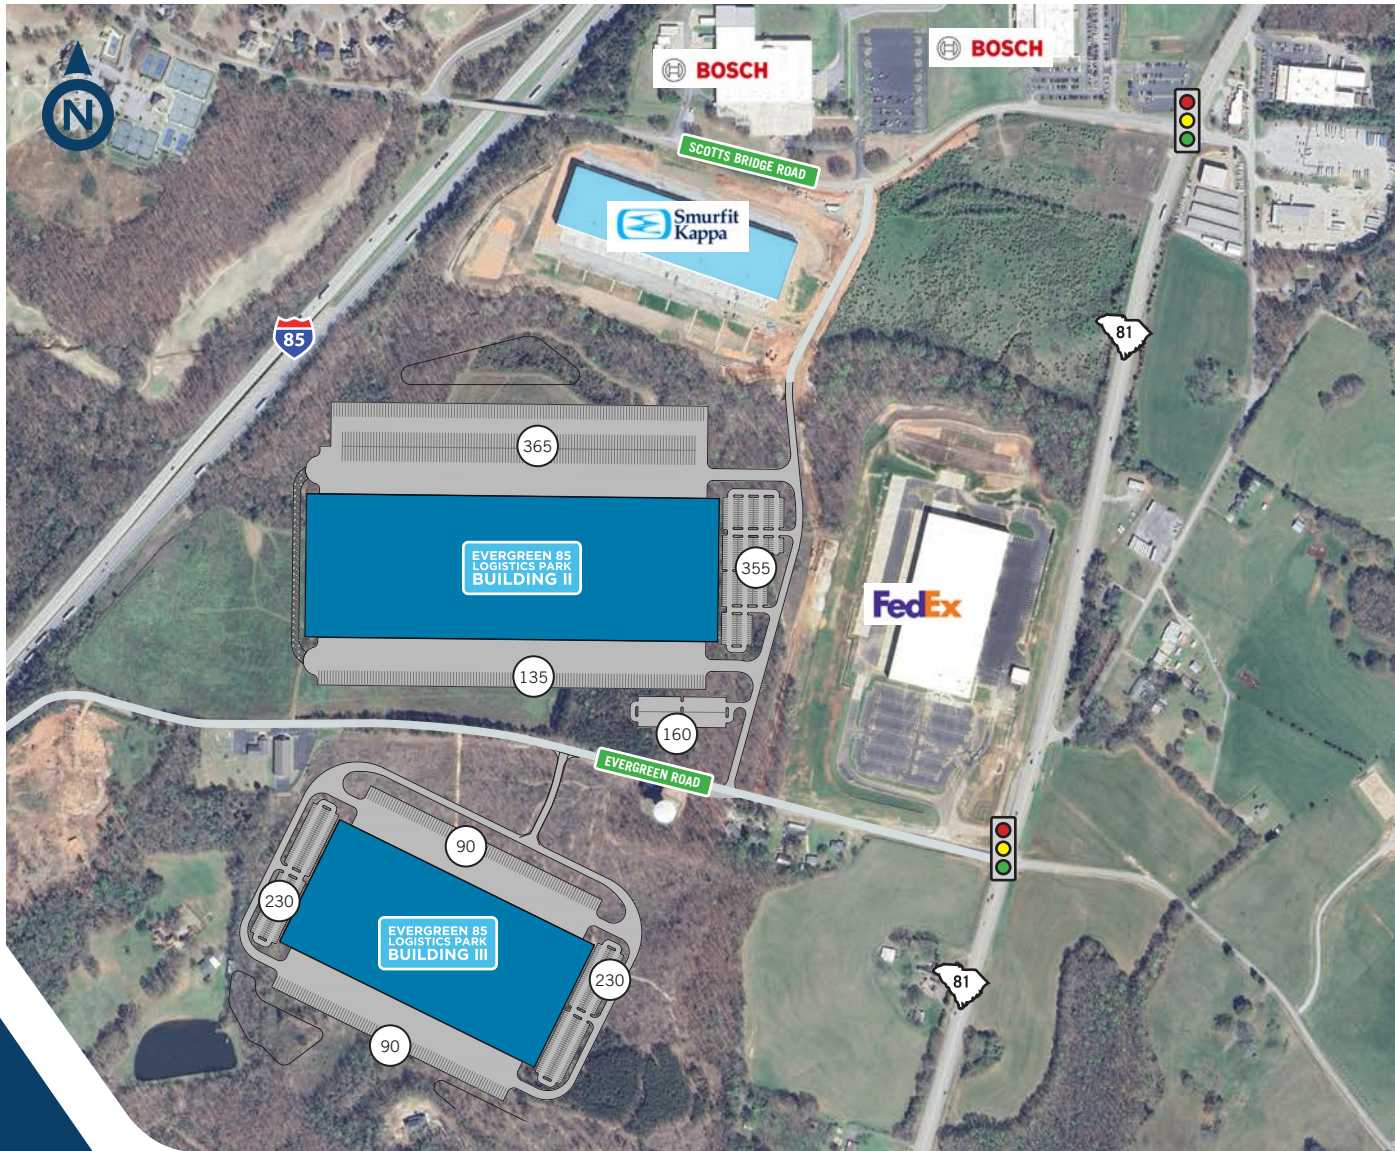 N
BOSCH
BOSCH
SCOTTS BRIDGE ROAD
Smurfit
Kappa
85
81
365
EVERGREEN 85
LOGISTICS PARK
BUILDING II
355
FedEx
135
160
EVERGREEN ROAD
90
230
EVERGREEN 85
LOGISTICS PARK
BUILDING III
230
81
90